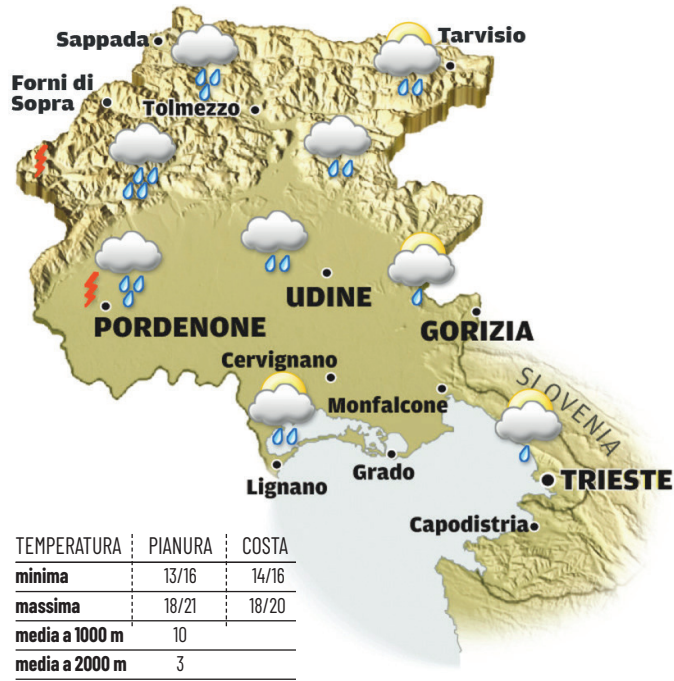 Sappada
Tarvisio
Forni di
Sopra
Tolmezzo
UDINE
PORDENONE
GORIZIA
Cervignano
Monfalcone
SLOVENIA
Grado
Lignano
TRIESTE
Capodistria
TEMPERATURA PIANURA COSTA
minima 13/16 14/16
massima 18/21 18/20
media a 1000 m 10
media a 2000 m 3